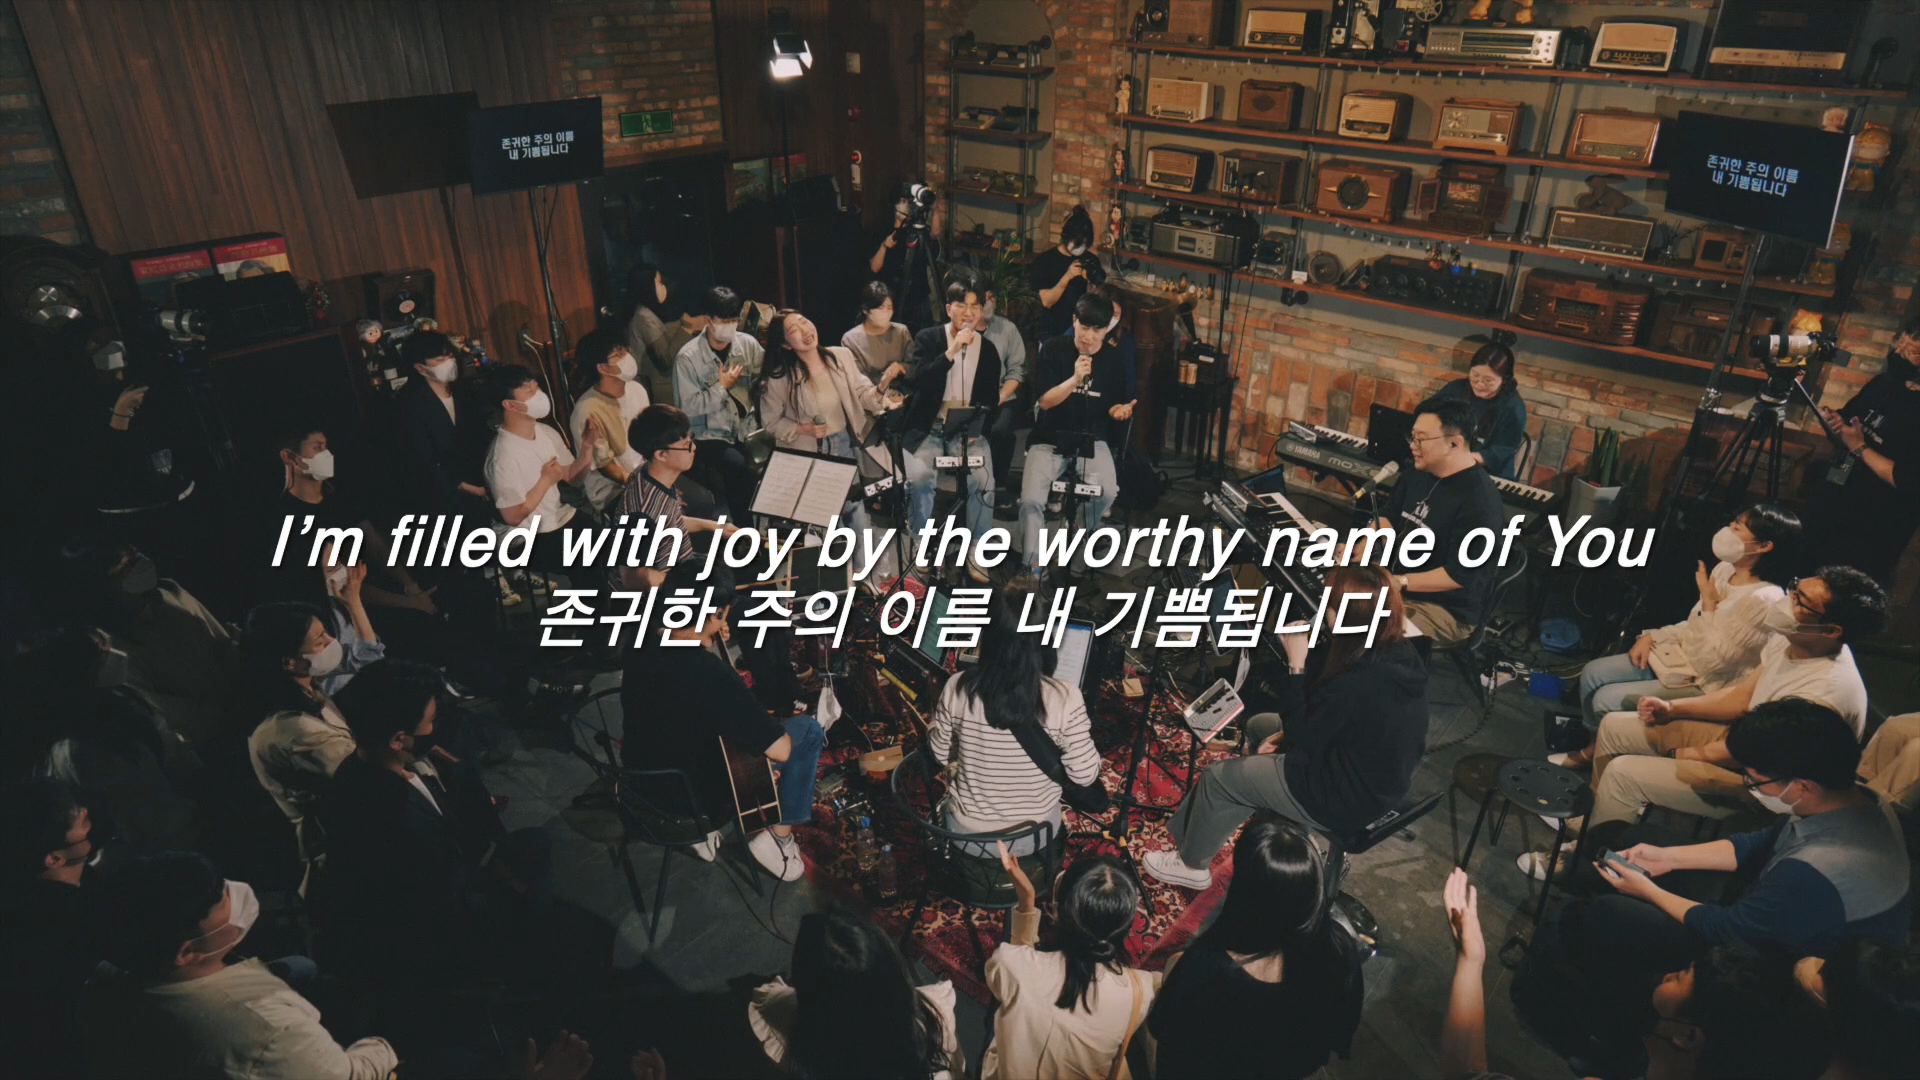 존귀한 주의 이름
내 기쁨됩니다
존귀한 주의 이름
내 기쁨됩니다
YAMAHA MOX
I’m filled with joy by the worthy name of You
존귀한 주의 이름 내 기쁨됩니다